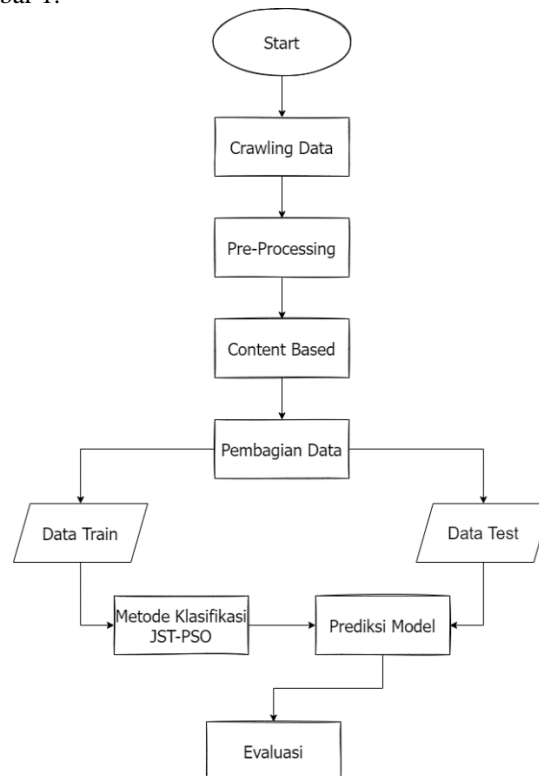 Start
Crawling Data
Pre-Processing
Content Based
Pembagian Data
Data Train
Data Test
Metode Klasifikasi
JST-PSO
Prediksi Model
Evaluasi